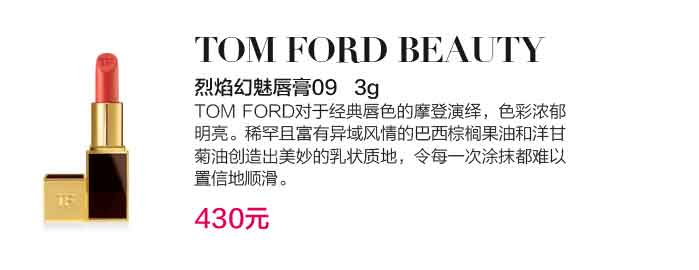 TOM FORD BEAUTY
烈焰幻魅唇膏09 3g
TOM FORD对于经典唇色的摩登演绎，色彩浓郁
明亮。稀罕且富有异域风情的巴西棕榈果油和洋甘
菊油创造出美妙的乳状质地，令每一次涂抹都难以
置信地顺滑。
430元
TF